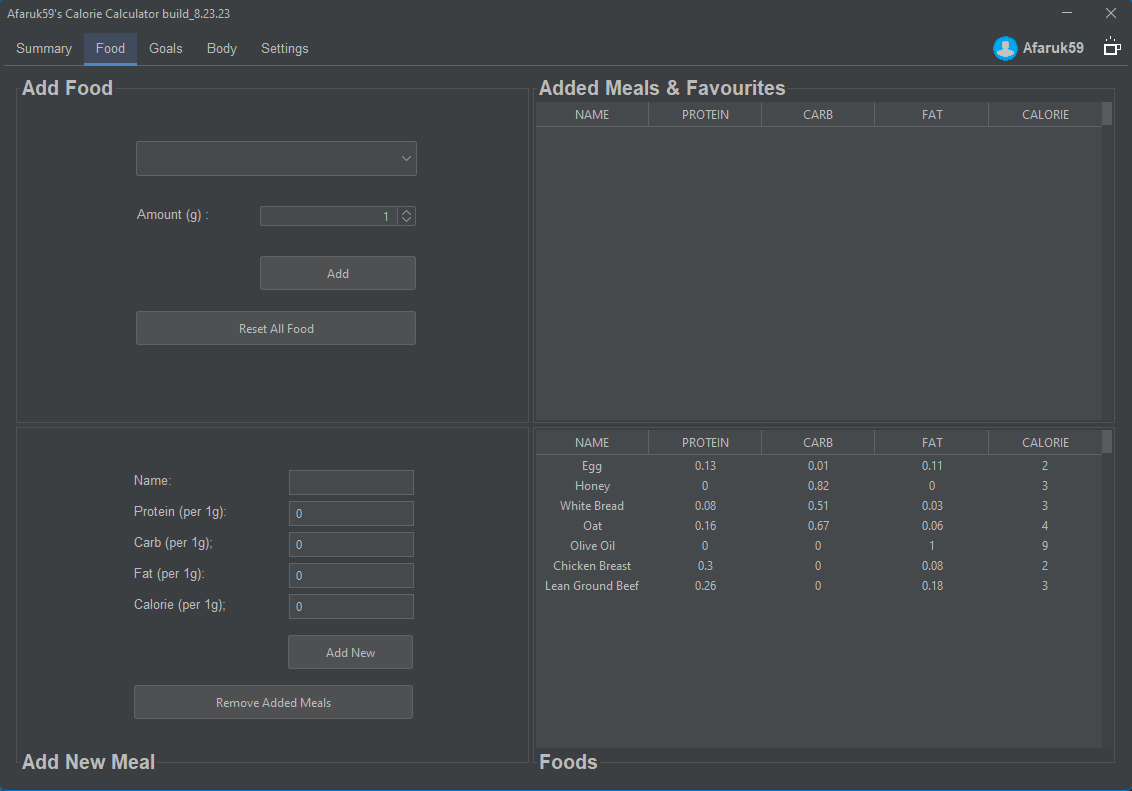 Afaruk59's Calorie Calculator build_8.23.23
Summary Food Goals Body Settings Afaruk59
Add Food
Amount (g) : 1
Add
Reset All Food
Added Meals & Favourites
NAME PROTEIN CARB FAT CALORIE
Name:
Protein (per 1g): 0
Carb (per 1g); 0
Fat (per 1g): 0
Calorie (per 1g); 0
Add New
Remove Added Meals
Add New Meal
NAME PROTEIN CARB FAT CALORIE
Egg 0.13 0.01 0.11 2
Honey 0 0.82 0 3
White Bread 0.08 0.51 0.03 3
Oat 0.16 0.67 0.06 4
Olive Oil 0 0 1 9
Chicken Breast 0.3 0 0.08 2
Lean Ground Beef 0.26 0 0.18 3
Foods